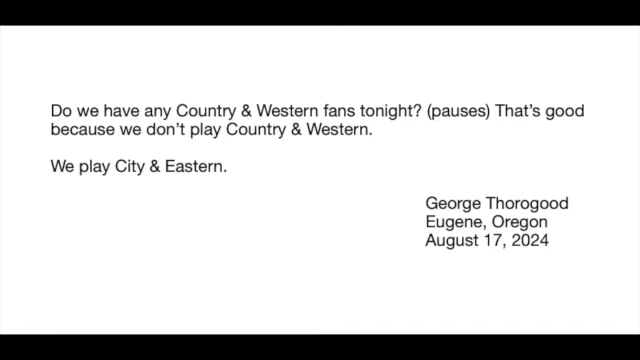 Do we have any Country & Western fans tonight? (pauses) That's good
because we don't play Country & Western.
We play City & Eastern.
George Thorogood
Eugene, Oregon
August 17, 2024